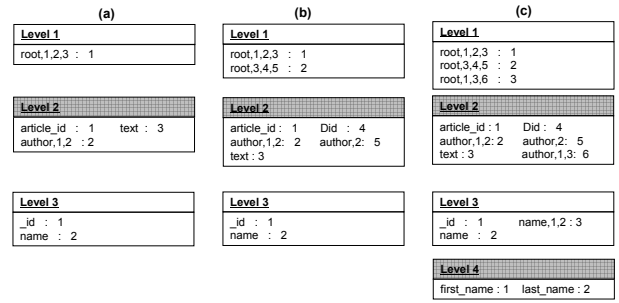 (a)
Level 1
root,1,2,3 : 1
Level 2
article_id : 1 text : 3
author,1,2 : 2
Level 3
_id : 1
name : 2
(b)
Level 1
root,1,2,3 : 1
root,3,4,5 : 2
Level 2
article_id : 1 Did : 4
author,1,2: 2 author,2: 5
text : 3
Level 3
_id : 1
name : 2
(c)
Level 1
root,1,2,3 : 1
root,3,4,5 : 2
root,1,3,6 : 3
Level 2
article_id : 1 Did : 4
author,1,2: 2 author,2: 5
text : 3 author,1,3: 6
Level 3
_id : 1 name,1,2 : 3
name : 2
Level 4
first_name : 1 last_name : 2